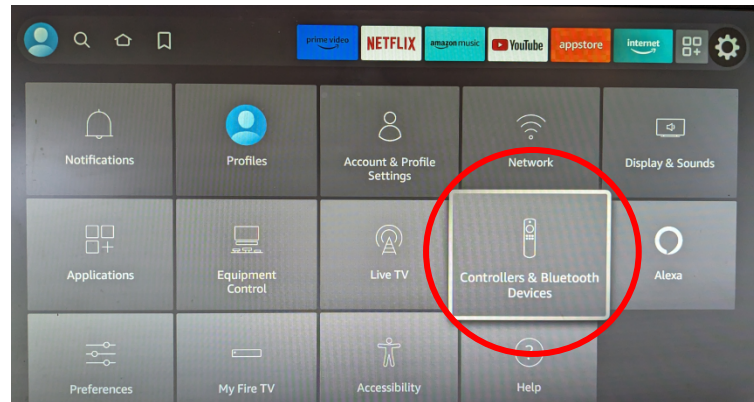 prime video
NETFLIX
amazon music
YouTube
appstore
internet
Notifications
Profiles
Account & Profile
Settings
Network
Display & Sounds
Applications
Equipment
Control
Live TV
Controllers & Bluetooth
Devices
Alexa
Preferences
My Fire TV
Accessibility
?
Help